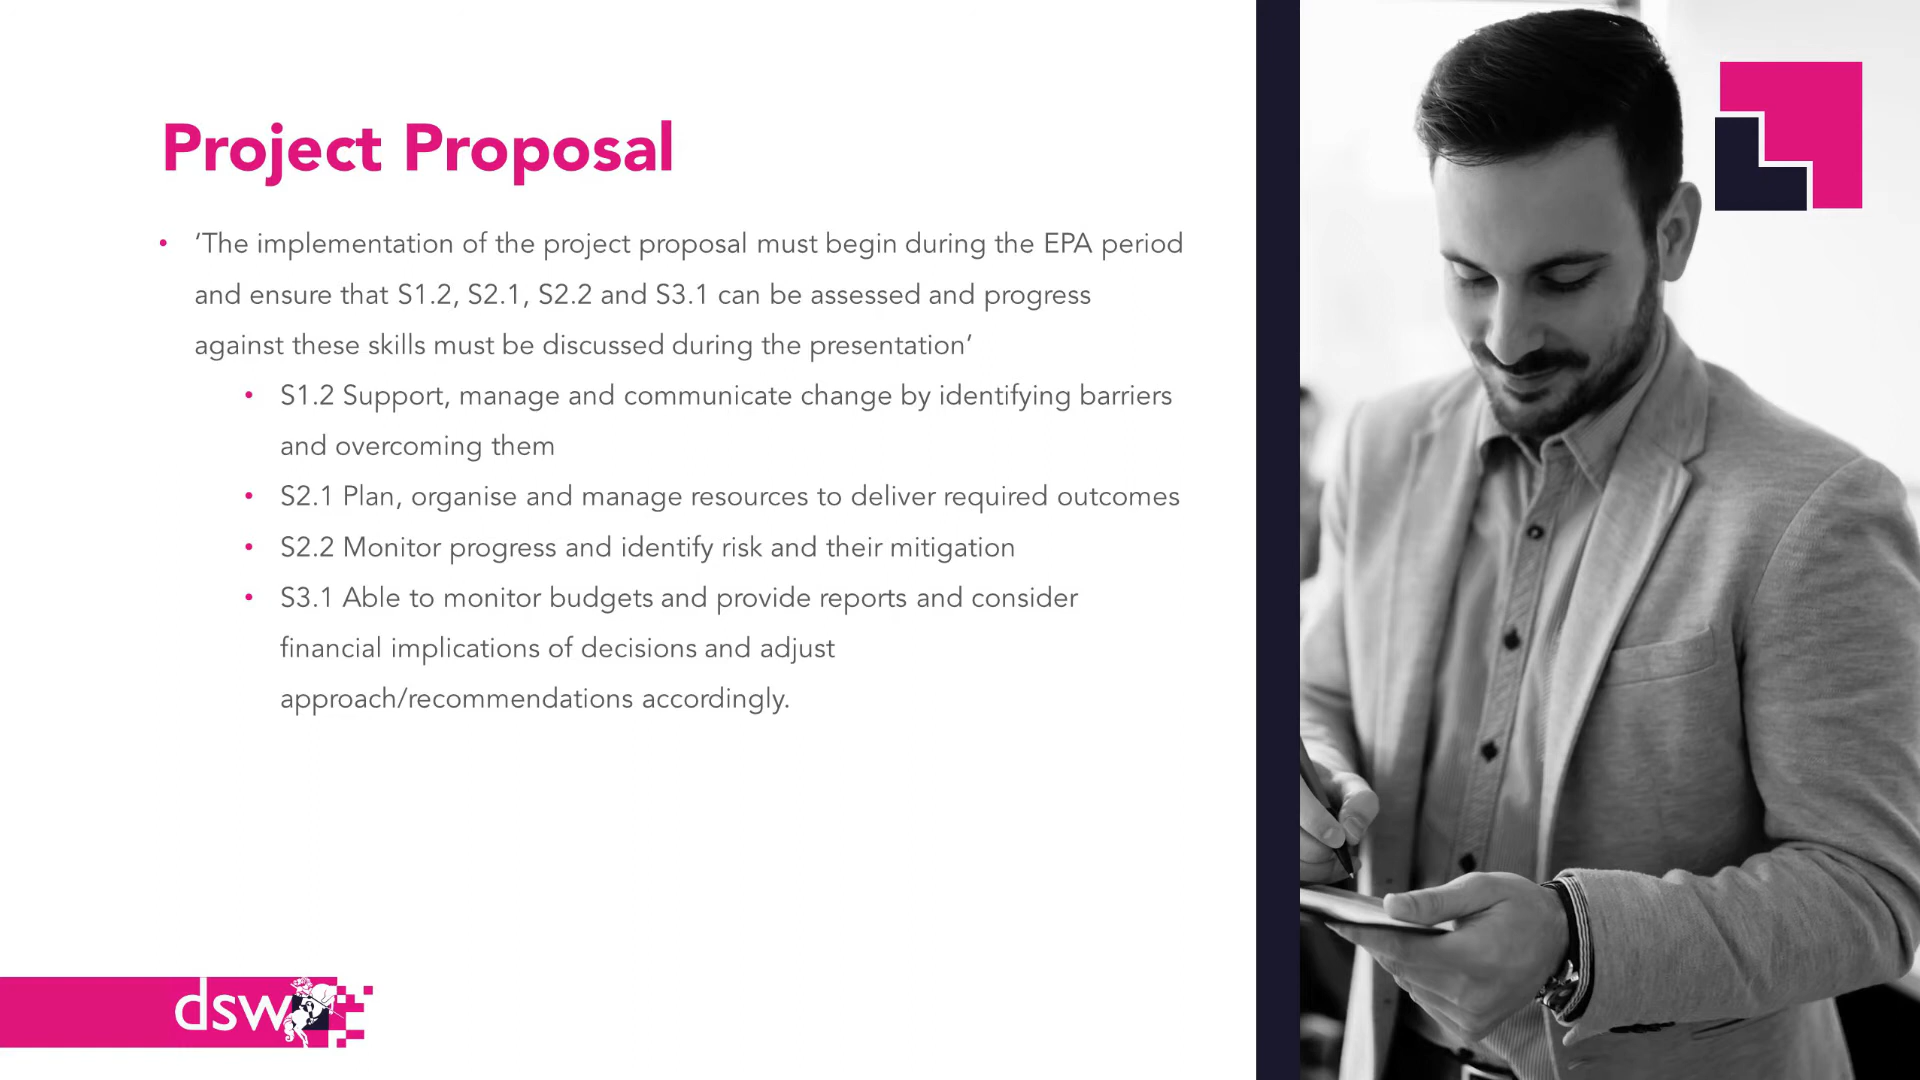 Project Proposal
• ‘The implementation of the project proposal must begin during the EPA period
and ensure that S1.2, S2.1, S2.2 and S3.1 can be assessed and progress
against these skills must be discussed during the presentation’
• S1.2 Support, manage and communicate change by identifying barriers
and overcoming them
• S2.1 Plan, organise and manage resources to deliver required outcomes
• S2.2 Monitor progress and identify risk and their mitigation
• S3.1 Able to monitor budgets and provide reports and consider
financial implications of decisions and adjust
approach/recommendations accordingly.
dsw